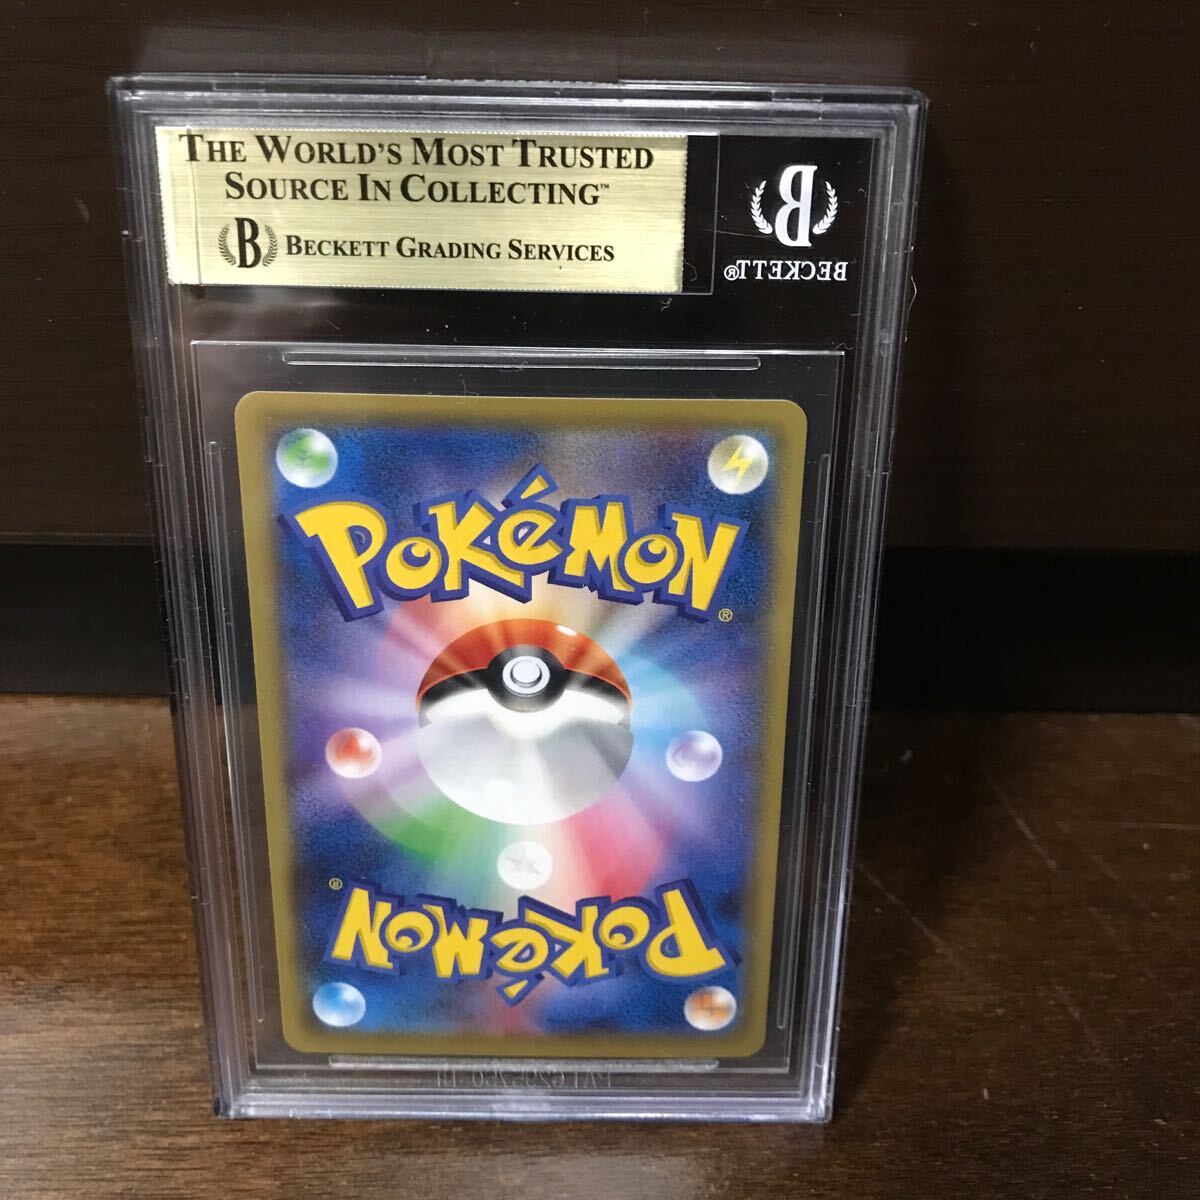 THE WORLD'S MOST TRUSTED
SOURCE IN COLLECTING™
B BECKETT GRADING SERVICES
B
BECKETT®
POKéMON®
POKéMON®